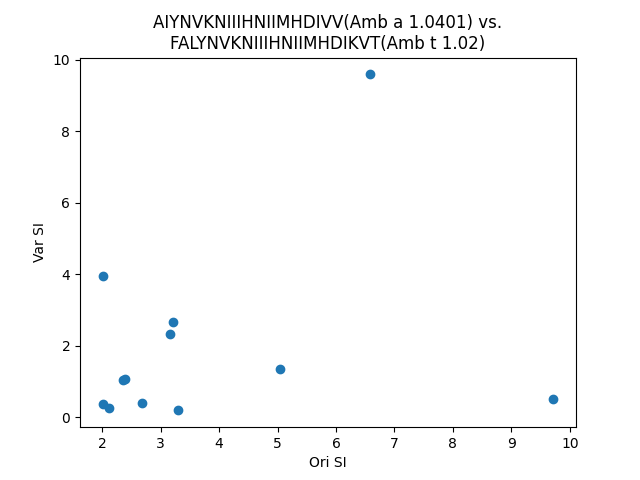 AIYNVKNIIIHNIIMHDIVV(Amb a 1.0401) vs.
FALYNVKNIIIHNIIMHDIKVT(Amb t 1.02)
10
8
6
4
2
0
Var SI
2 3 4 5 6 7 8 9 10
Ori SI